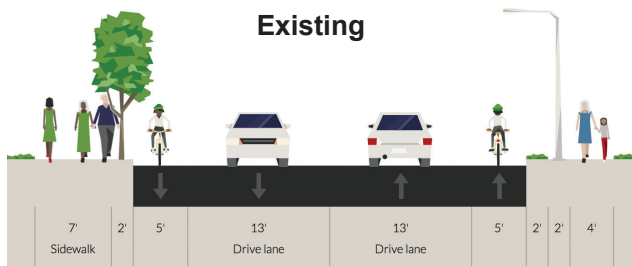 Existing
7' 2' 5' 13' 13' 5' 2' 2' 4'
Sidewalk Drive lane Drive lane